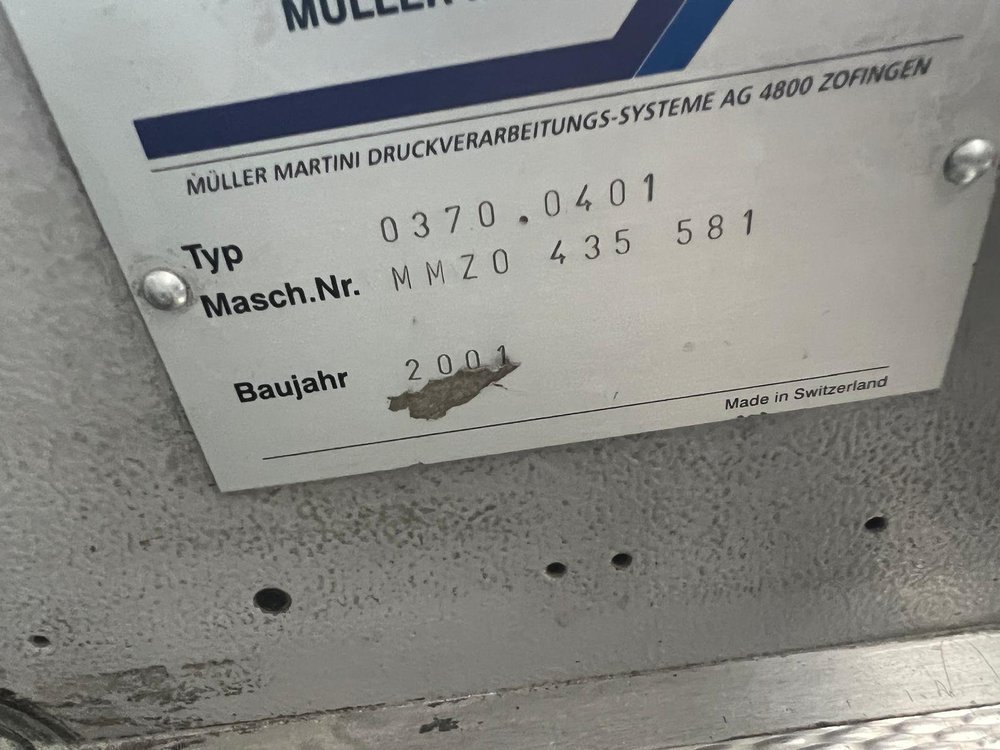 MÜLLER
MÜLLER MARTINI DRUCKVERARBEITUNGS-SYSTEME AG 4800 ZOFINGEN
Typ 0370.0401
Masch.Nr. MMZ0 435 581
Baujahr 2001
Made in Switzerland